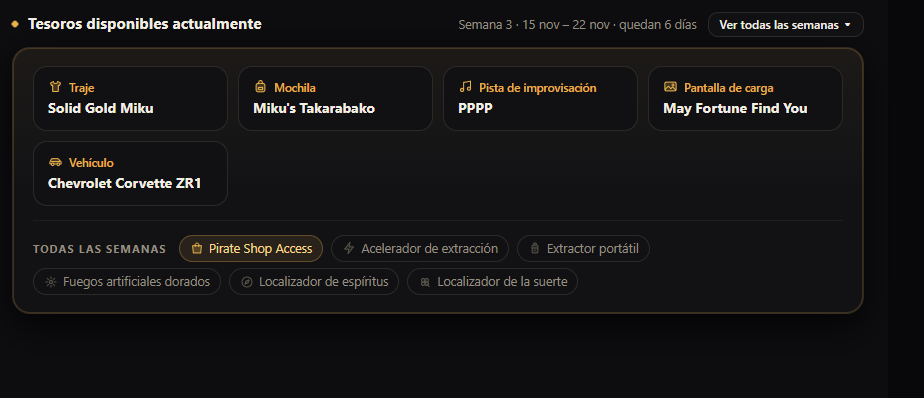 Tesoros disponibles actualmente
Semana 3 · 15 nov – 22 nov · quedan 6 días
Ver todas las semanas
Traje
Solid Gold Miku
Mochila
Miku's Takarabako
Pista de improvisación
PPPP
Pantalla de carga
May Fortune Find You
Vehículo
Chevrolet Corvette ZR1
TODAS LAS SEMANAS
Pirate Shop Access
Acelerador de extracción
Extractor portátil
Fuegos artificiales dorados
Localizador de espíritus
Localizador de la suerte